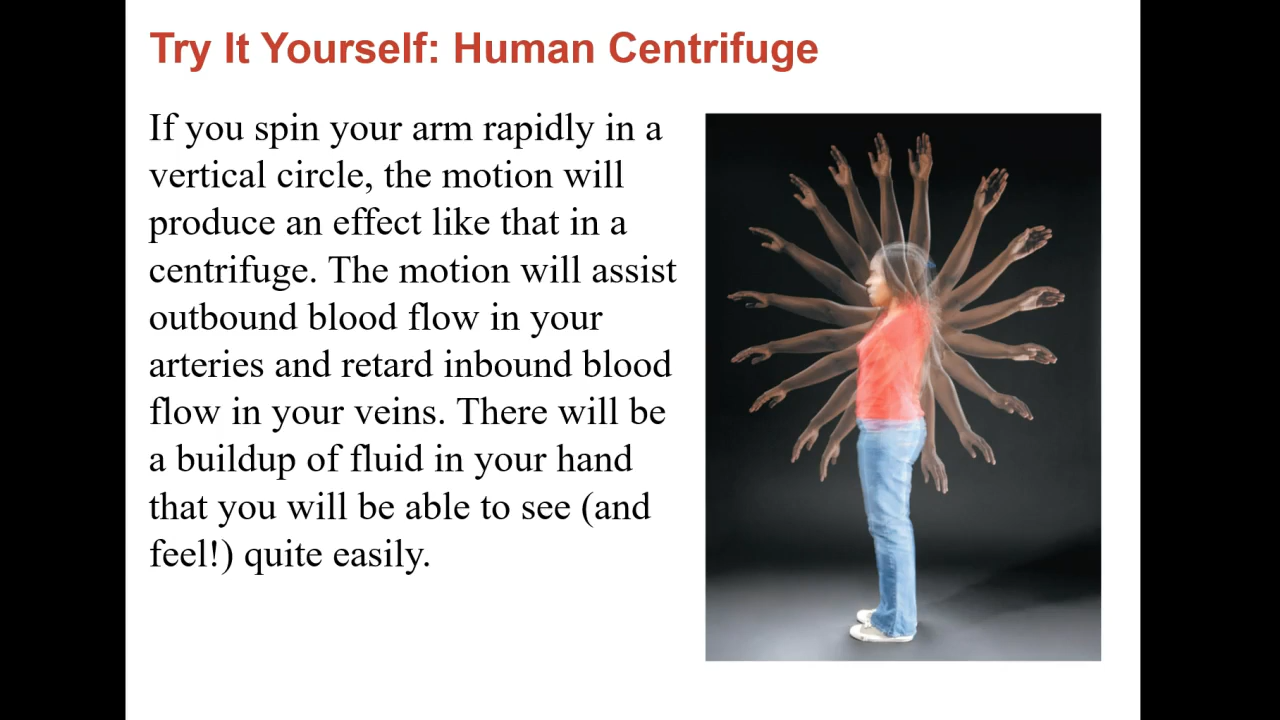 Try It Yourself: Human Centrifuge
If you spin your arm rapidly in a
vertical circle, the motion will
produce an effect like that in a
centrifuge. The motion will assist
outbound blood flow in your
arteries and retard inbound blood
flow in your veins. There will be
a buildup of fluid in your hand
that you will be able to see (and
feel!) quite easily.